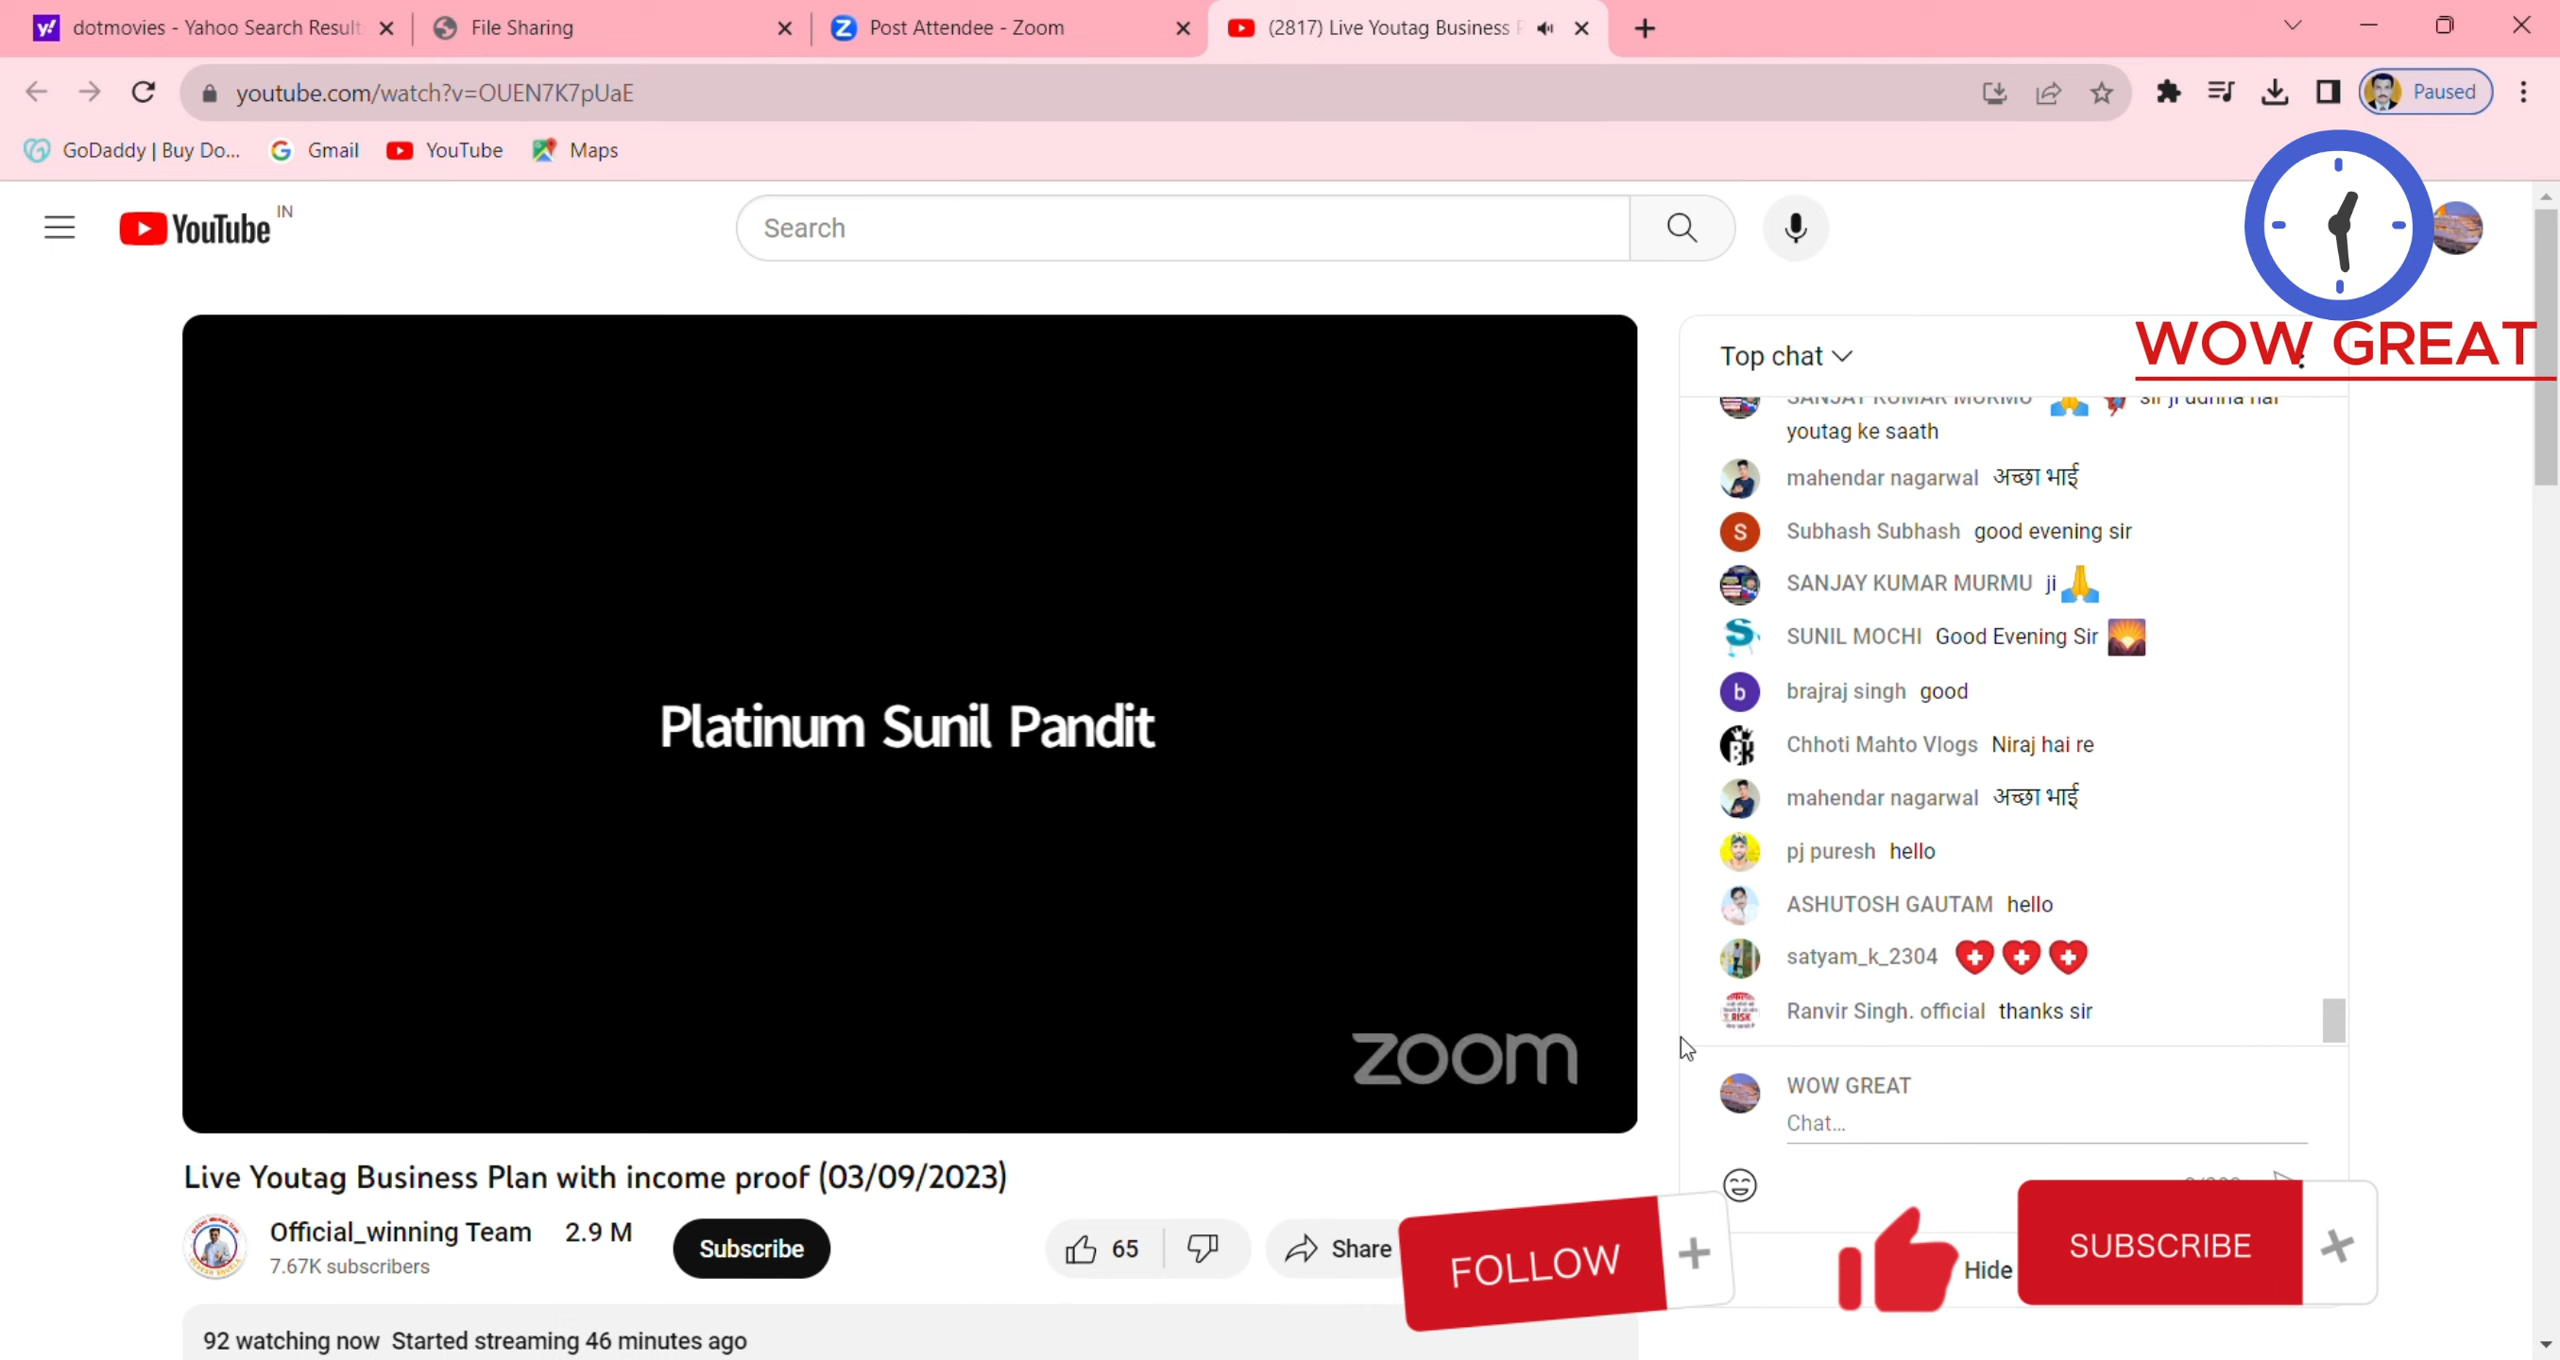 dotmovies - Yahoo Search Result
File Sharing
Post Attendee - Zoom
(2817) Live Youtag Business
youtube.com/watch?v=OUEN7K7pUaE
Paused
GoDaddy | Buy Do...
Gmail
YouTube
Maps
YouTube IN
Search
WOW GREAT
Top chat
SANJAY KUMAR MURMU sir ji
youtag ke saath
mahendar nagarwal अच्छा भाई
Subhash Subhash good evening sir
SANJAY KUMAR MURMU ji
SUNIL MOCHI Good Evening Sir
brajraj singh good
Chhoti Mahto Vlogs Niraj hai re
mahendar nagarwal अच्छा भाई
pj puresh hello
ASHUTOSH GAUTAM hello
satyam_k_2304
Ranvir Singh. official thanks sir
WOW GREAT
Chat...
Platinum Sunil Pandit
zoom
Live Youtag Business Plan with income proof (03/09/2023)
Official_winning Team 2.9 M
7.67K subscribers
Subscribe
65
Share
FOLLOW
Hide
SUBSCRIBE
92 watching now Started streaming 46 minutes ago